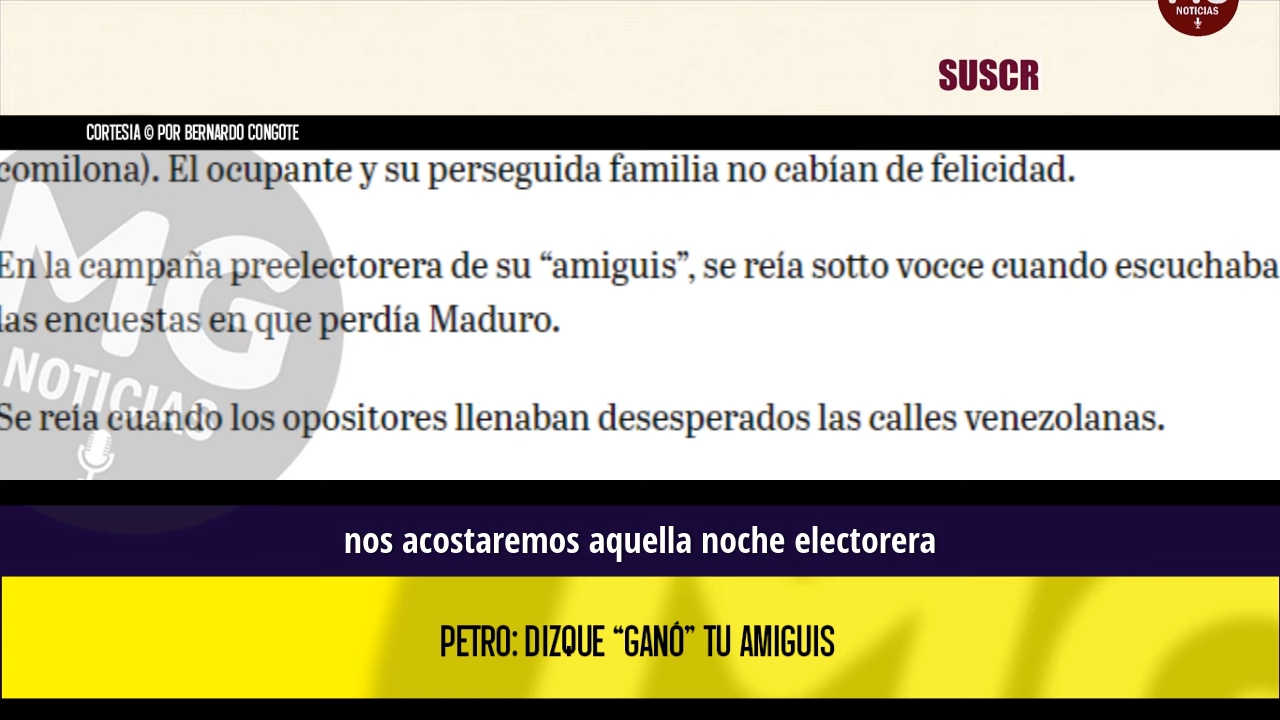 NOTICIAS
SUSCR
CORTESIA © POR BERNARDO CONGOTE
comilona). El ocupante y su perseguida familia no cabían de felicidad.
En la campaña preelectorera de su “amiguis”, se reía sotto vocce cuando escuchaba
las encuestas en que perdía Maduro.
MG
NOTICIAS
Se reía cuando los opositores llenaban desesperados las calles venezolanas.
nos acostaremos aquella noche electorera
PETRO: DIZQUE “GANÓ” TU AMIGUIS